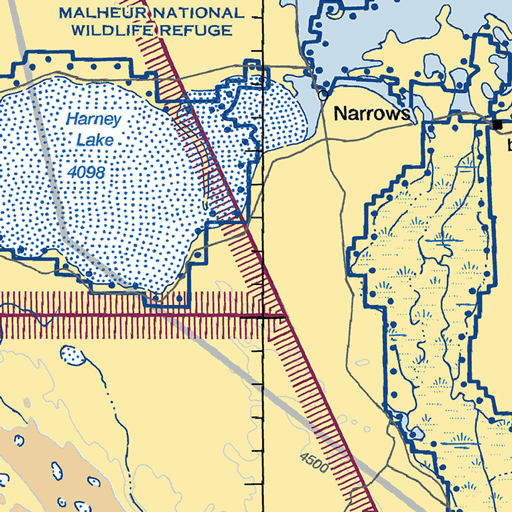 MALHEUR NATIONAL
WILDLIFE REFUGE
Harney
Lake
4098
Narrows
4500